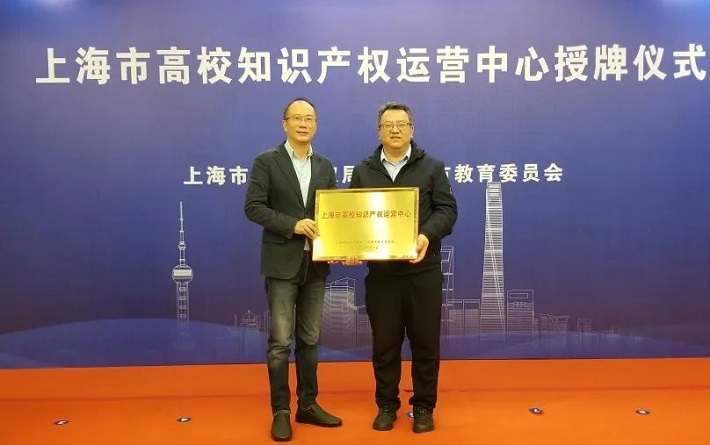 上海市高校知识产权运营中心授牌仪式
上海市 局 市教育委员会
上海市高校知识产权运营中心